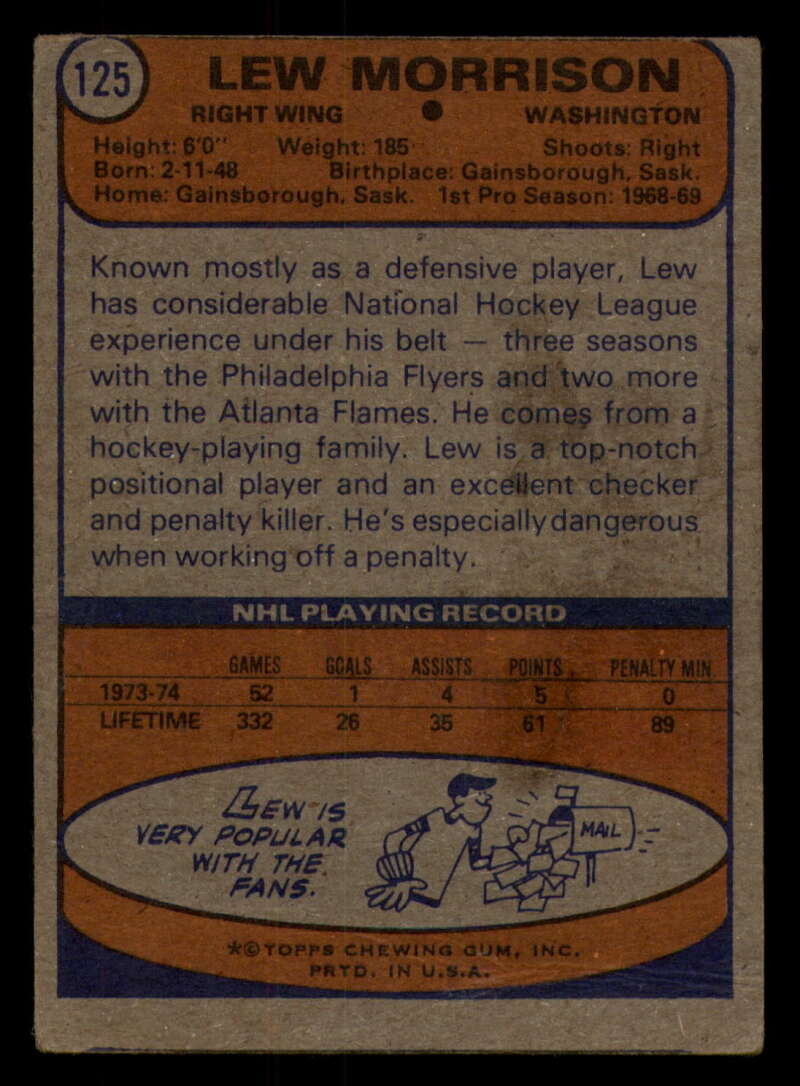 125
LEW MORRISON
RIGHT WING ● WASHINGTON
Height: 6'0" Weight: 185 Shoots: Right
Born: 2-11-48 Birthplace: Gainsborough, Sask.
Home: Gainsborough, Sask. 1st Pro Season: 1968-69
Known mostly as a defensive player, Lew
has considerable National Hockey League
experience under his belt — three seasons
with the Philadelphia Flyers and two more
with the Atlanta Flames. He comes from a
hockey-playing family. Lew is a top-notch
positional player and an excellent checker
and penalty killer. He's especially dangerous
when working off a penalty.
NHL PLAYING RECORD
GAMES GOALS ASSISTS POINTS PENALTY MIN.
1973-74 52 1 4 5 0
LIFETIME 332 26 35 61 89
LEW IS
VERY POPULAR
WITH THE
FANS.
MAIL
*©TOPPS CHEWING GUM, INC.
PRTD. IN U.S.A.